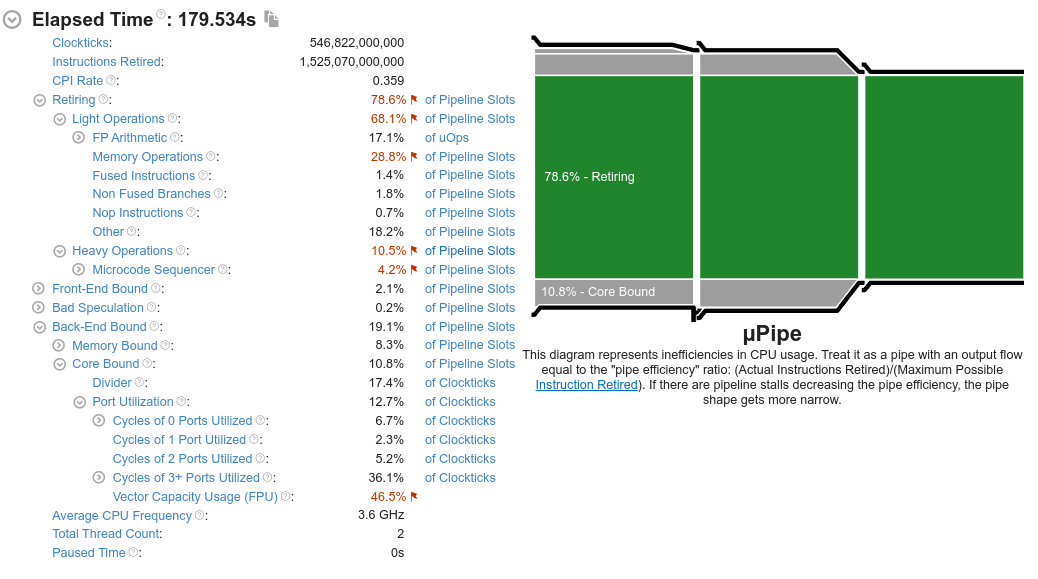 Elapsed Time: 179.534s
Clockticks: 546,822,000,000
Instructions Retired: 1,525,070,000,000
CPI Rate: 0.359
Retiring: 78.6% of Pipeline Slots
Light Operations: 68.1% of Pipeline Slots
FP Arithmetic: 17.1% of uOps
Memory Operations: 28.8% of Pipeline Slots
Fused Instructions: 1.4% of Pipeline Slots
Non Fused Branches: 1.8% of Pipeline Slots
Nop Instructions: 0.7% of Pipeline Slots
Other: 18.2% of Pipeline Slots
Heavy Operations: 10.5% of Pipeline Slots
Microcode Sequencer: 4.2% of Pipeline Slots
Front-End Bound: 2.1% of Pipeline Slots
Bad Speculation: 0.2% of Pipeline Slots
Back-End Bound: 19.1% of Pipeline Slots
Memory Bound: 8.3% of Pipeline Slots
Core Bound: 10.8% of Pipeline Slots
Divider: 17.4% of Clockticks
Port Utilization: 12.7% of Clockticks
Cycles of 0 Ports Utilized: 6.7% of Clockticks
Cycles of 1 Port Utilized: 2.3% of Clockticks
Cycles of 2 Ports Utilized: 5.2% of Clockticks
Cycles of 3+ Ports Utilized: 36.1% of Clockticks
Vector Capacity Usage (FPU): 46.5%
Average CPU Frequency: 3.6 GHz
Total Thread Count: 2
Paused Time: 0s
78.6% - Retiring
10.8% - Core Bound
µPipe
This diagram represents inefficiencies in CPU usage. Treat it as a pipe with an output flow
equal to the "pipe efficiency" ratio: (Actual Instructions Retired)/(Maximum Possible
Instruction Retired). If there are pipeline stalls decreasing the pipe efficiency, the pipe
shape gets more narrow.